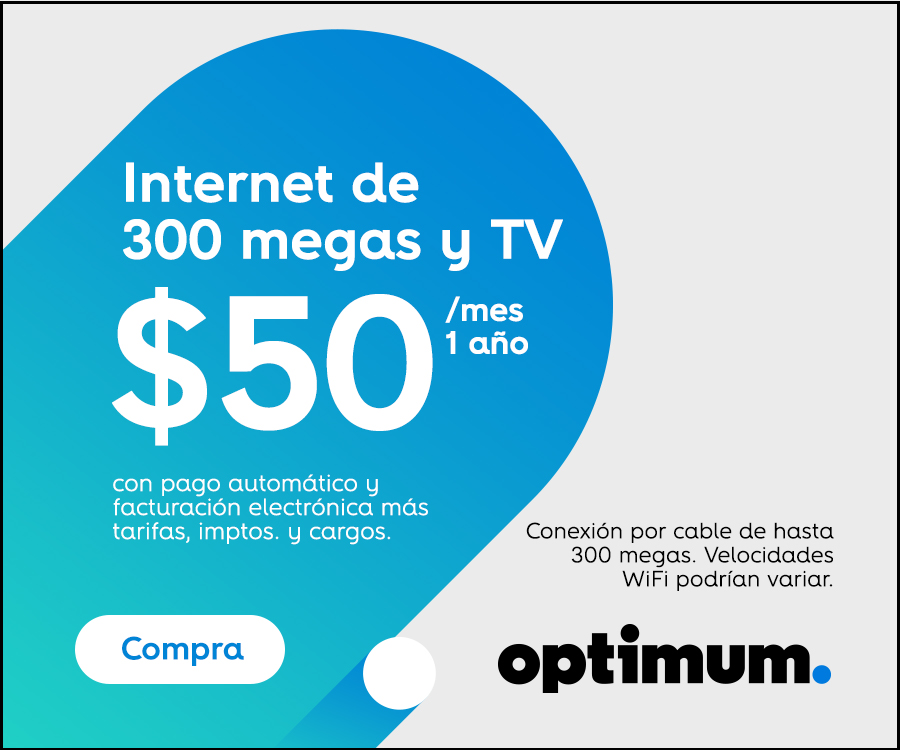 Internet de
300 megas y TV
$50
/mes
1 año
con pago automático y
facturación electrónica más
tarifas, imptos. y cargos.
Conexión por cable de hasta
300 megas. Velocidades
WiFi podrían variar.
Compra
optimum.